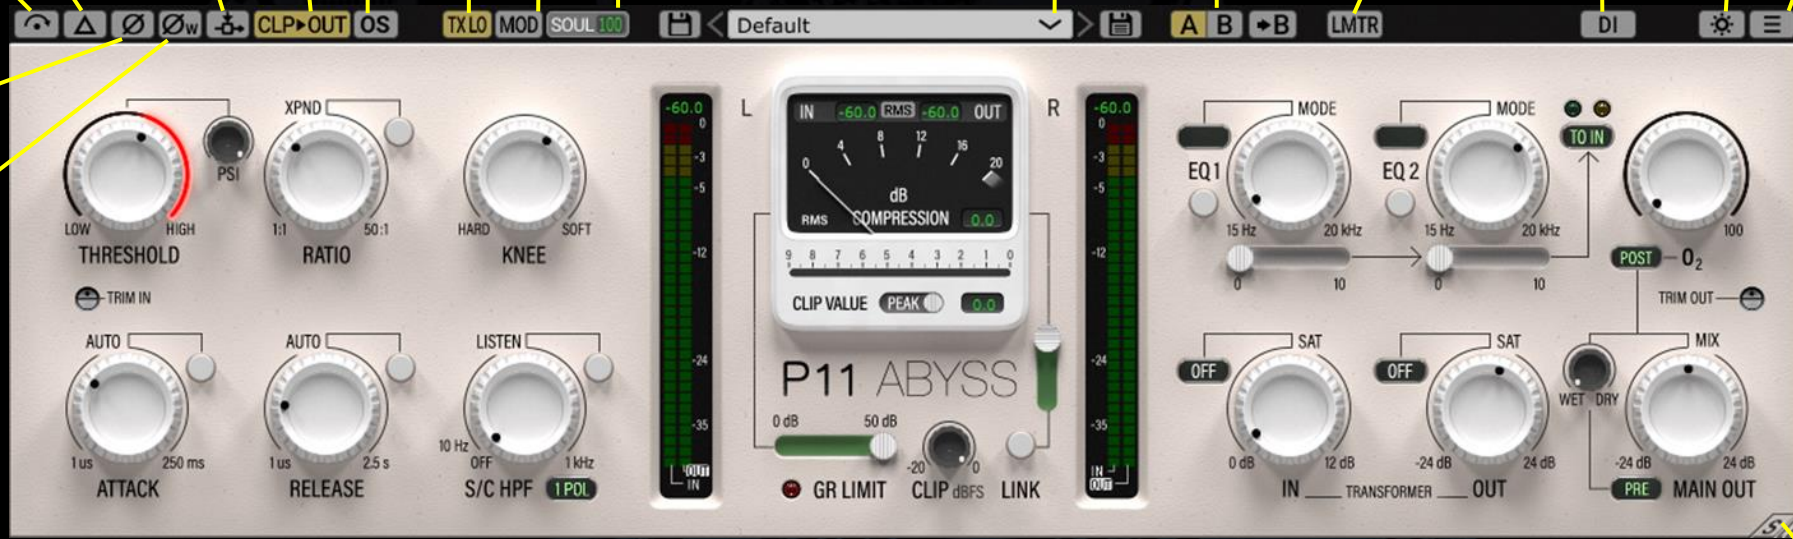 Ø Øw CLP▸OUT OS TX LO MOD SOUL 100 Default A B →B LMTR DI
THRESHOLD
LOW HIGH
PSI
TRIM IN
XPND
1:1 50:1
RATIO
HARD SOFT
KNEE
AUTO
1 us 250 ms
ATTACK
AUTO
1 us 2.5 s
RELEASE
LISTEN
10 Hz
OFF 1 kHz
S/C HPF 1 POL
-60.0
0
-3
-5
-12
-24
-35
OUT
IN
L
R
IN -60.0 RMS -60.0 OUT
0 4 8 12 16 20
dB
RMS COMPRESSION 0.0
9 8 7 6 5 4 3 2 1 0
CLIP VALUE PEAK 0.0
P11 ABYSS
0 dB 50 dB
-20 0
GR LIMIT CLIP dBFS LINK
-60.0
0
-3
-5
-12
-24
-35
IN
OUT
MODE
EQ 1
15 Hz 20 kHz
0 10
MODE
EQ 2
15 Hz 20 kHz
0 10
TO IN
100
POST O2
TRIM OUT
SAT
OFF
0 dB 12 dB
SAT
OFF
-24 dB 24 dB
IN TRANSFORMER OUT
WET DRY
MIX
-24 dB 24 dB
PRE MAIN OUT